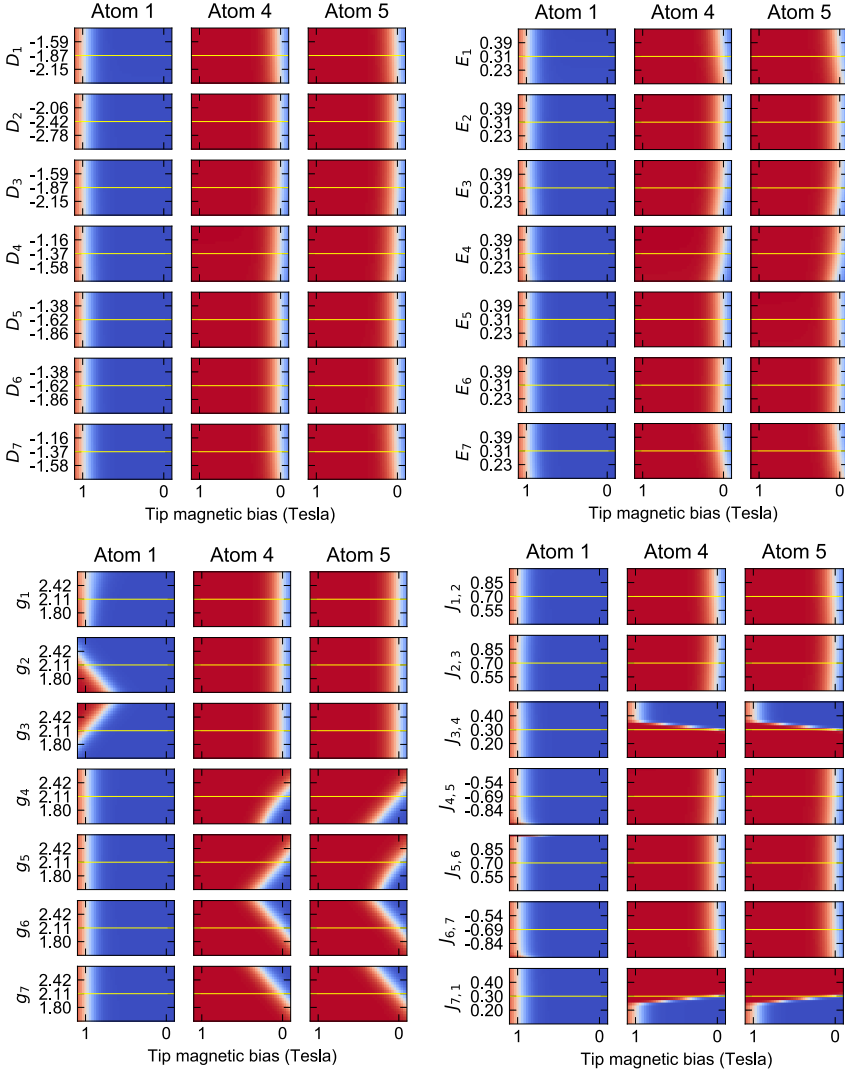 Atom 1 Atom 4 Atom 5
D1 -1.59 -1.87 -2.15
D2 -2.06 -2.42 -2.78
D3 -1.59 -1.87 -2.15
D4 -1.16 -1.37 -1.58
D5 -1.38 -1.62 -1.86
D6 -1.38 -1.62 -1.86
D7 -1.16 -1.37 -1.58
1 0 1 0 1 0
Tip magnetic bias (Tesla)
Atom 1 Atom 4 Atom 5
E1 0.39 0.31 0.23
E2 0.39 0.31 0.23
E3 0.39 0.31 0.23
E4 0.39 0.31 0.23
E5 0.39 0.31 0.23
E6 0.39 0.31 0.23
E7 0.39 0.31 0.23
1 0 1 0 1 0
Tip magnetic bias (Tesla)
Atom 1 Atom 4 Atom 5
g1 2.42 2.11 1.80
g2 2.42 2.11 1.80
g3 2.42 2.11 1.80
g4 2.42 2.11 1.80
g5 2.42 2.11 1.80
g6 2.42 2.11 1.80
g7 2.42 2.11 1.80
1 0 1 0 1 0
Tip magnetic bias (Tesla)
Atom 1 Atom 4 Atom 5
J1,2 0.85 0.70 0.55
J2,3 0.85 0.70 0.55
J3,4 0.40 0.30 0.20
J4,5 -0.54 -0.69 -0.84
J5,6 0.85 0.70 0.55
J6,7 -0.54 -0.69 -0.84
J7,1 0.40 0.30 0.20
1 0 1 0 1 0
Tip magnetic bias (Tesla)